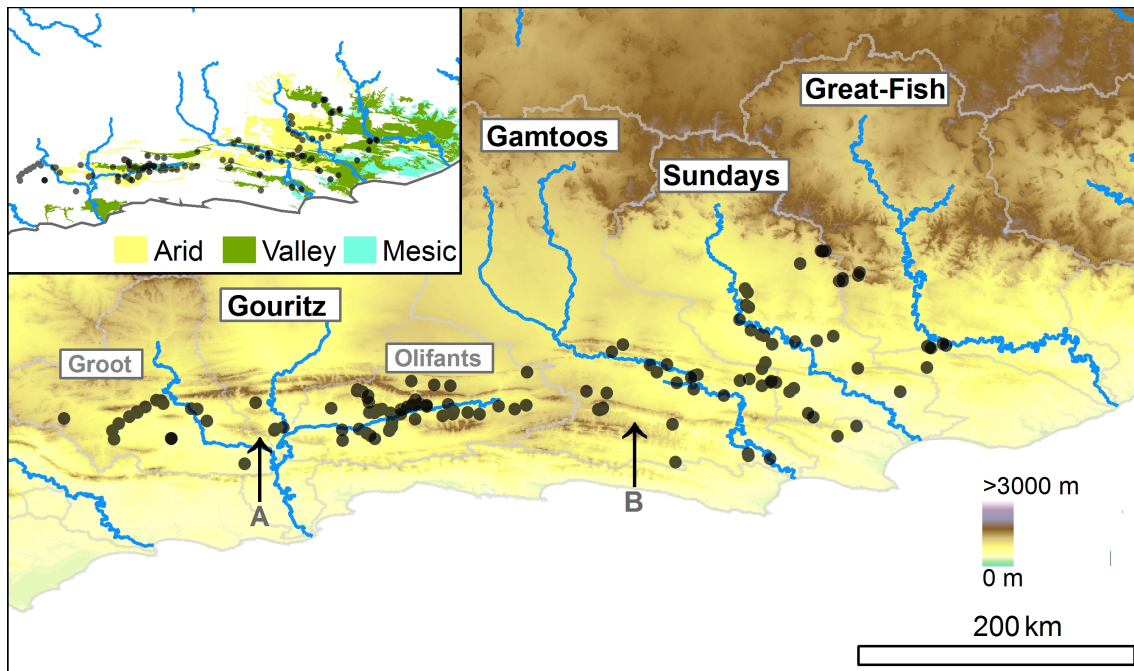 Great-Fish
Gamtoos
Sundays
Arid
Valley
Mesic
Gouritz
Groot
Olifants
A
B
>3000 m
0 m
200 km